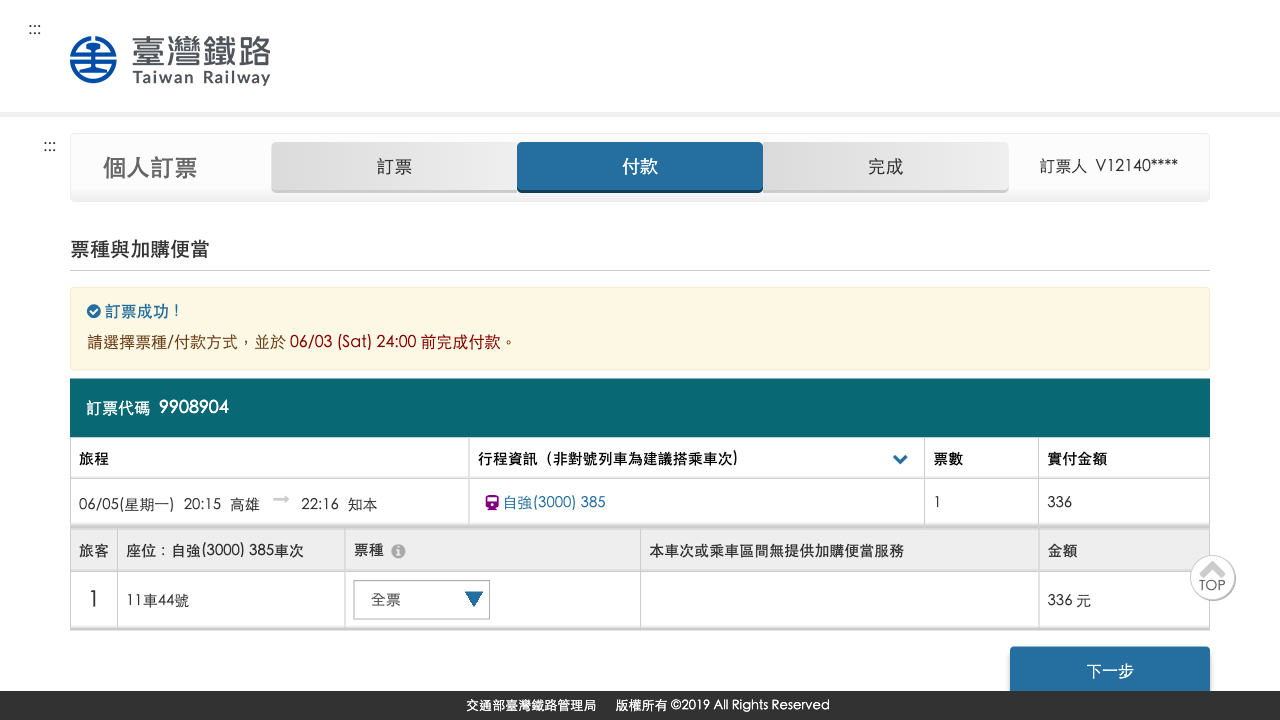 :::
臺灣鐵路
Taiwan Railway
:::
個人訂票 訂票 付款 完成 訂票人 V12140****
票種與加購便當
訂票成功！
請選擇票種/付款方式，並於 06/03 (Sat) 24:00 前完成付款。
訂票代碼 9908904
旅程 行程資訊（非對號列車為建議搭乘車次) 票數 實付金額
06/05(星期一) 20:15 高雄 22:16 知本 自強(3000) 385 1 336
旅客 座位：自強(3000) 385車次 票種 本車次或乘車區間無提供加購便當服務 金額
1 11車44號 全票 336 元
TOP
下一步
交通部臺灣鐵路管理局 版權所有 ©2019 All Rights Reserved